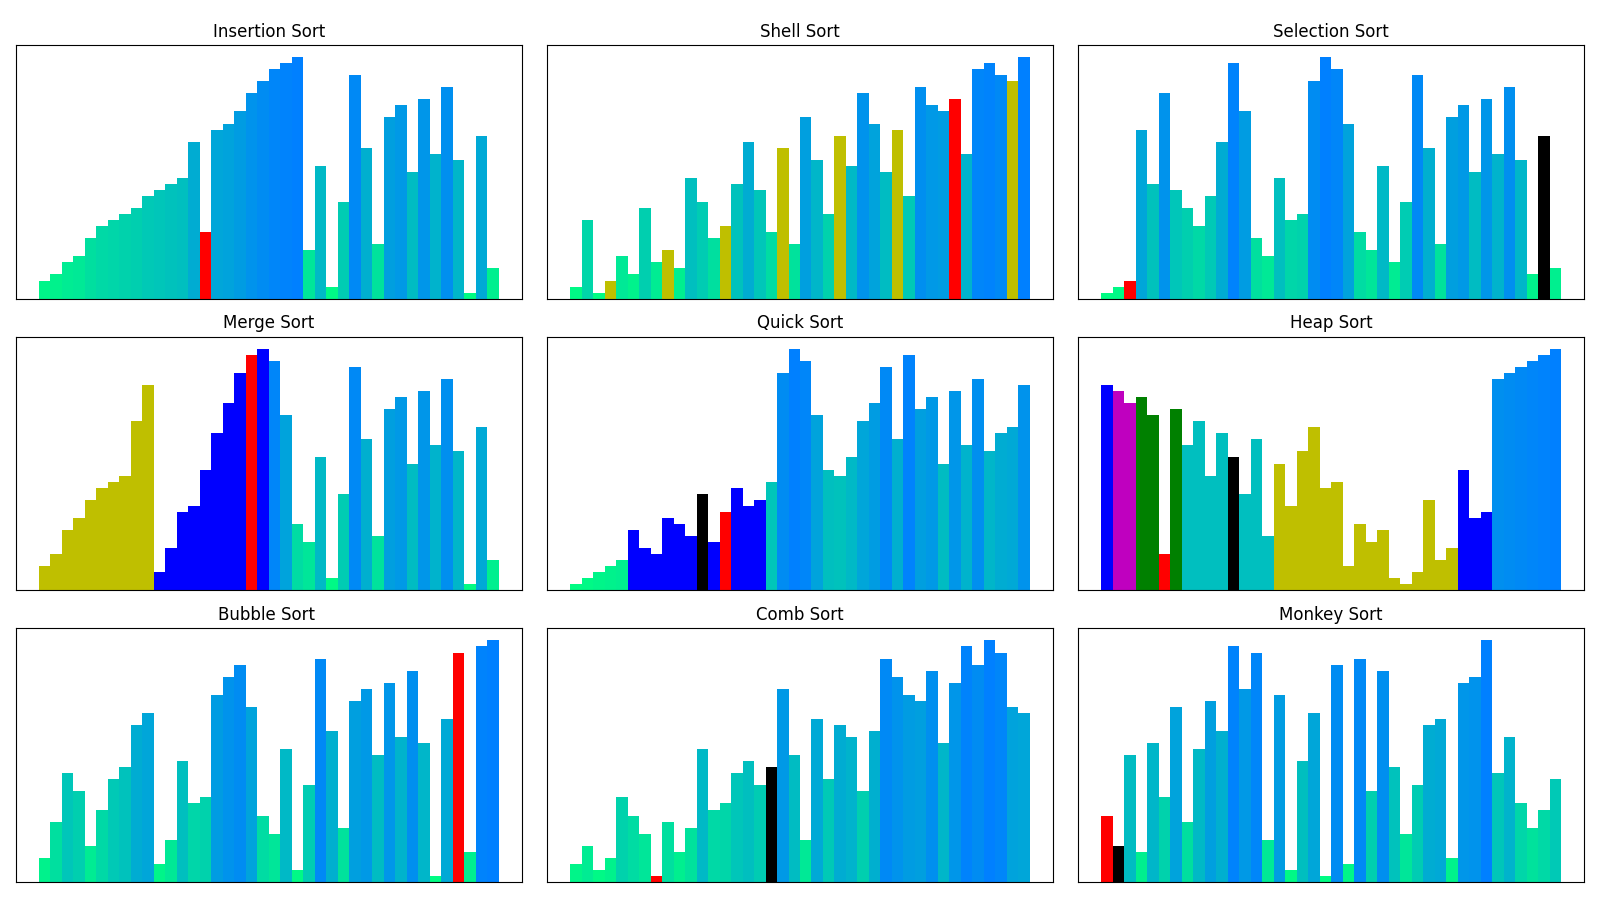 Insertion Sort
Shell Sort
Selection Sort
Merge Sort
Quick Sort
Heap Sort
Bubble Sort
Comb Sort
Monkey Sort